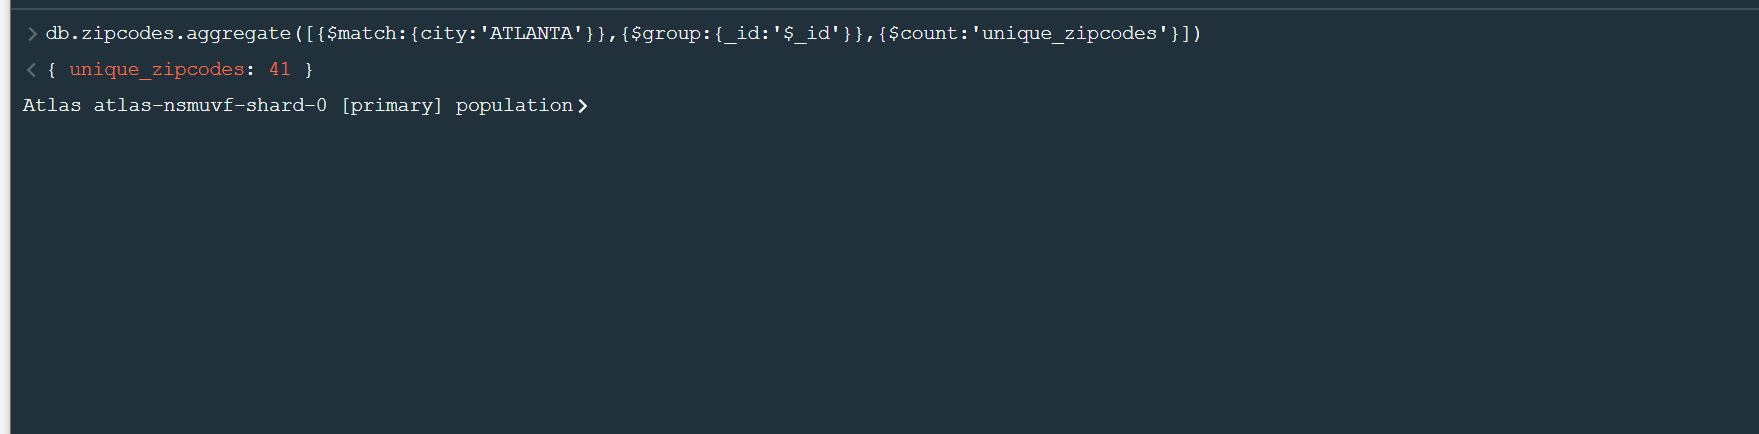 > db.zipcodes.aggregate([{$match:{city:'ATLANTA'}},{$group:{_id:'$_id'}},{$count:'unique_zipcodes'}])
< { unique_zipcodes: 41 }
Atlas atlas-nsmuvf-shard-0 [primary] population>